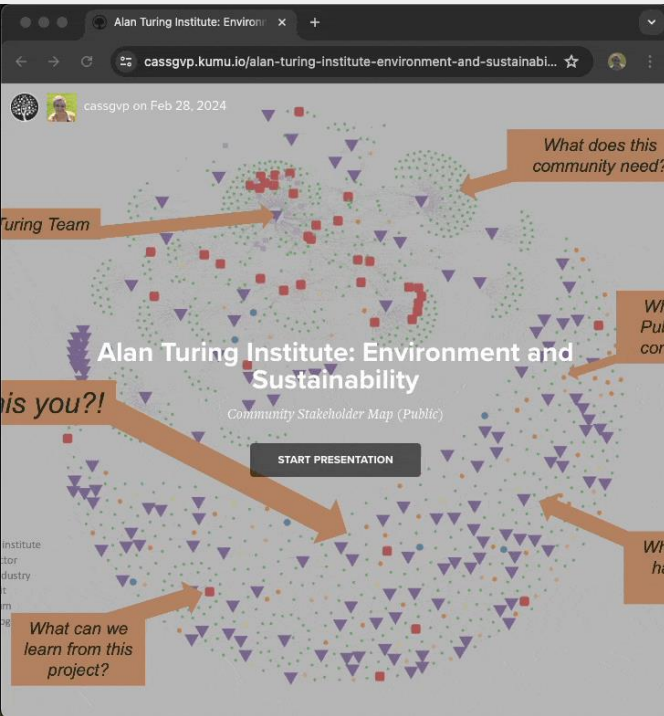 Alan Turing Institute: Environ
cassgvp.kumu.io/alan-turing-institute-environment-and-sustainabi...
cassgvp on Feb 28, 2024
What does this
community need?
Turing Team
Alan Turing Institute: Environment and
Sustainability
Community Stakeholder Map (Public)
his you?!
START PRESENTATION
institute
ctor
dustry
What can we
learn from this
project?